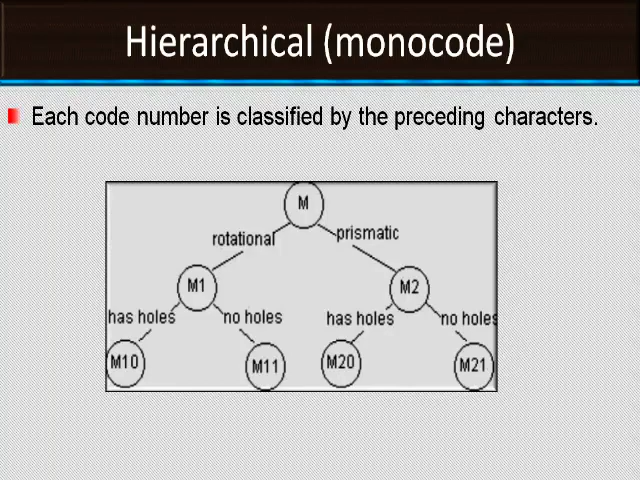 Hierarchical (monocode)
Each code number is classified by the preceding characters.
M
rotational
prismatic
M1
M2
has holes
no holes
has holes
no holes
M10
M11
M20
M21